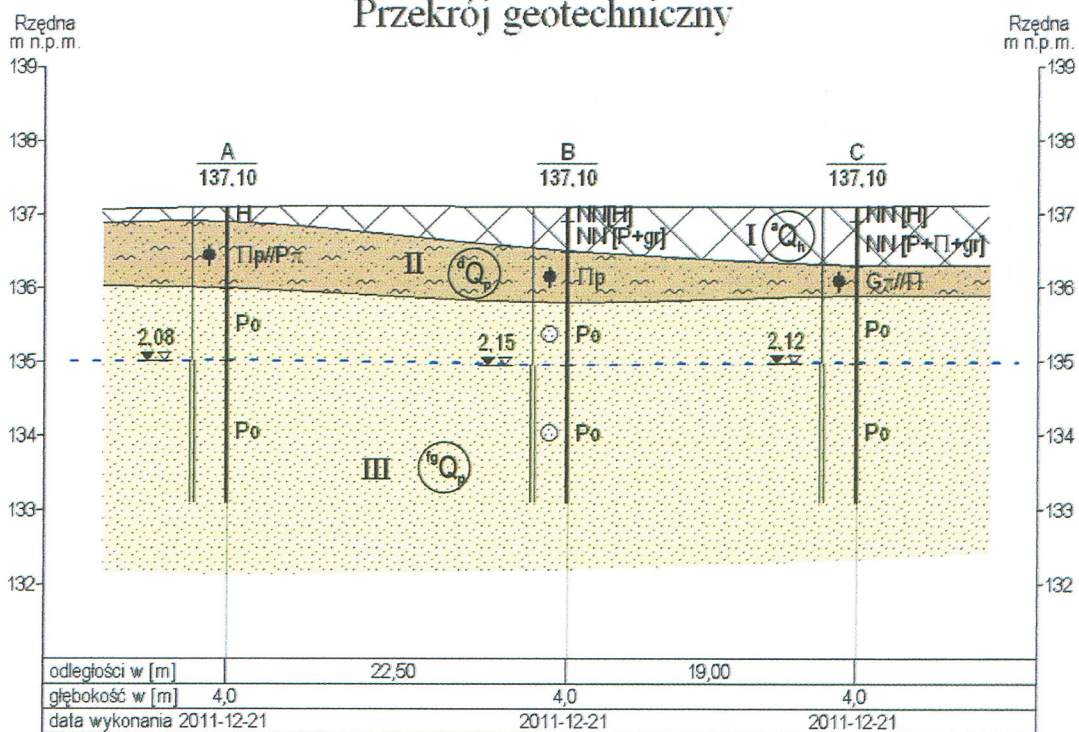 Przekrój geotechniczny
Rzędna
m n.p.m.
Rzędna
m n.p.m.
139
139
138
138
A
137,10
B
137,10
C
137,10
137
H
NN[H]
NN[H]
137
NN[P+gr]
I
aQh
NN[P+Π+gr]
Πp//Pπ
II
dQp
Πp
Gπ//Π
136
136
Po
Po
Po
2,08
2,15
2,12
135
135
134
Po
Po
Po
134
III
fgQp
133
133
132
132
odległości w [m] 22,50 19,00
głębokość w [m] 4,0 4,0 4,0
data wykonania 2011-12-21 2011-12-21 2011-12-21